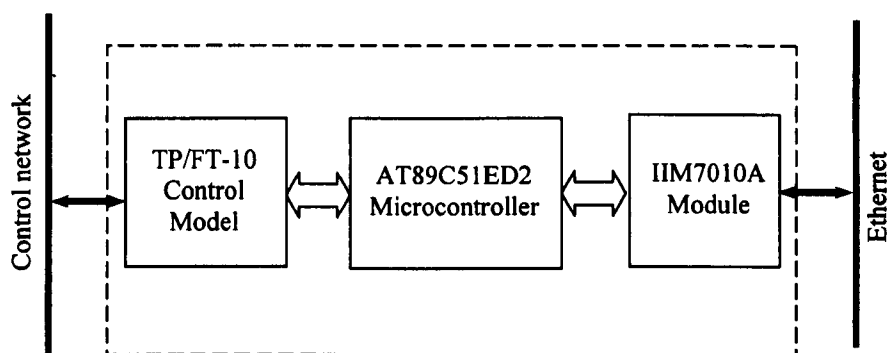 Control network
TP/FT-10
Control
Model
AT89C51ED2
Microcontroller
IIM7010A
Module
Ethernet